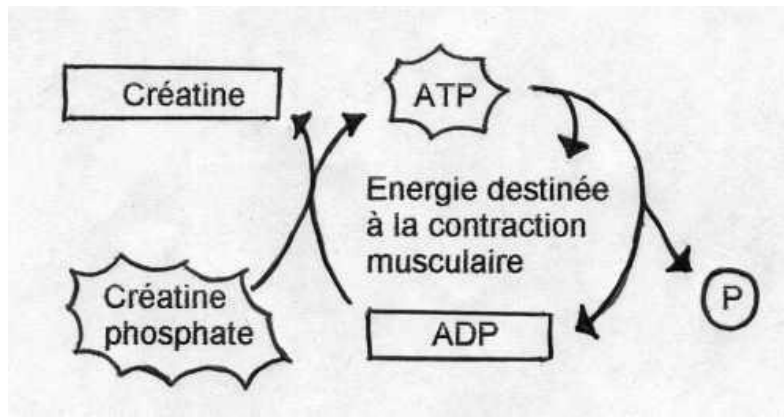 Créatine
ATP
Energie destinée
à la contraction
musculaire
Créatine
phosphate
ADP
P